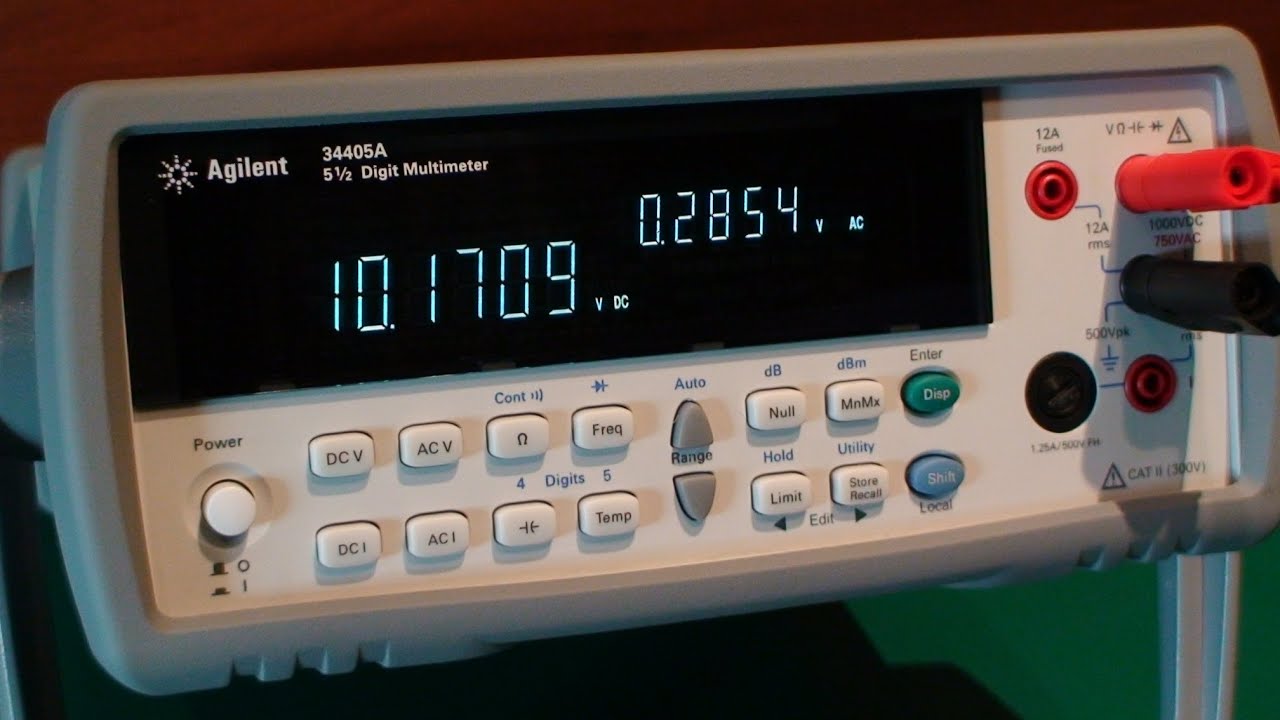 Agilent
34405A
5½ Digit Multimeter
0.2854 V AC
10.1709 V DC
12A
Fused
VΩ
12A
rms
1000VDC
750VAC
500Vpk
rms
1.25A/500V FH
CAT II (300V)
Power
O
I
Cont
Auto
dB
dBm
Enter
DC V
AC V
Ω
Freq
Range
Null
MnMx
Disp
4 Digits 5
Hold
Utility
DC I
AC I
Temp
Limit
Store
Recall
Shift
Edit
Local